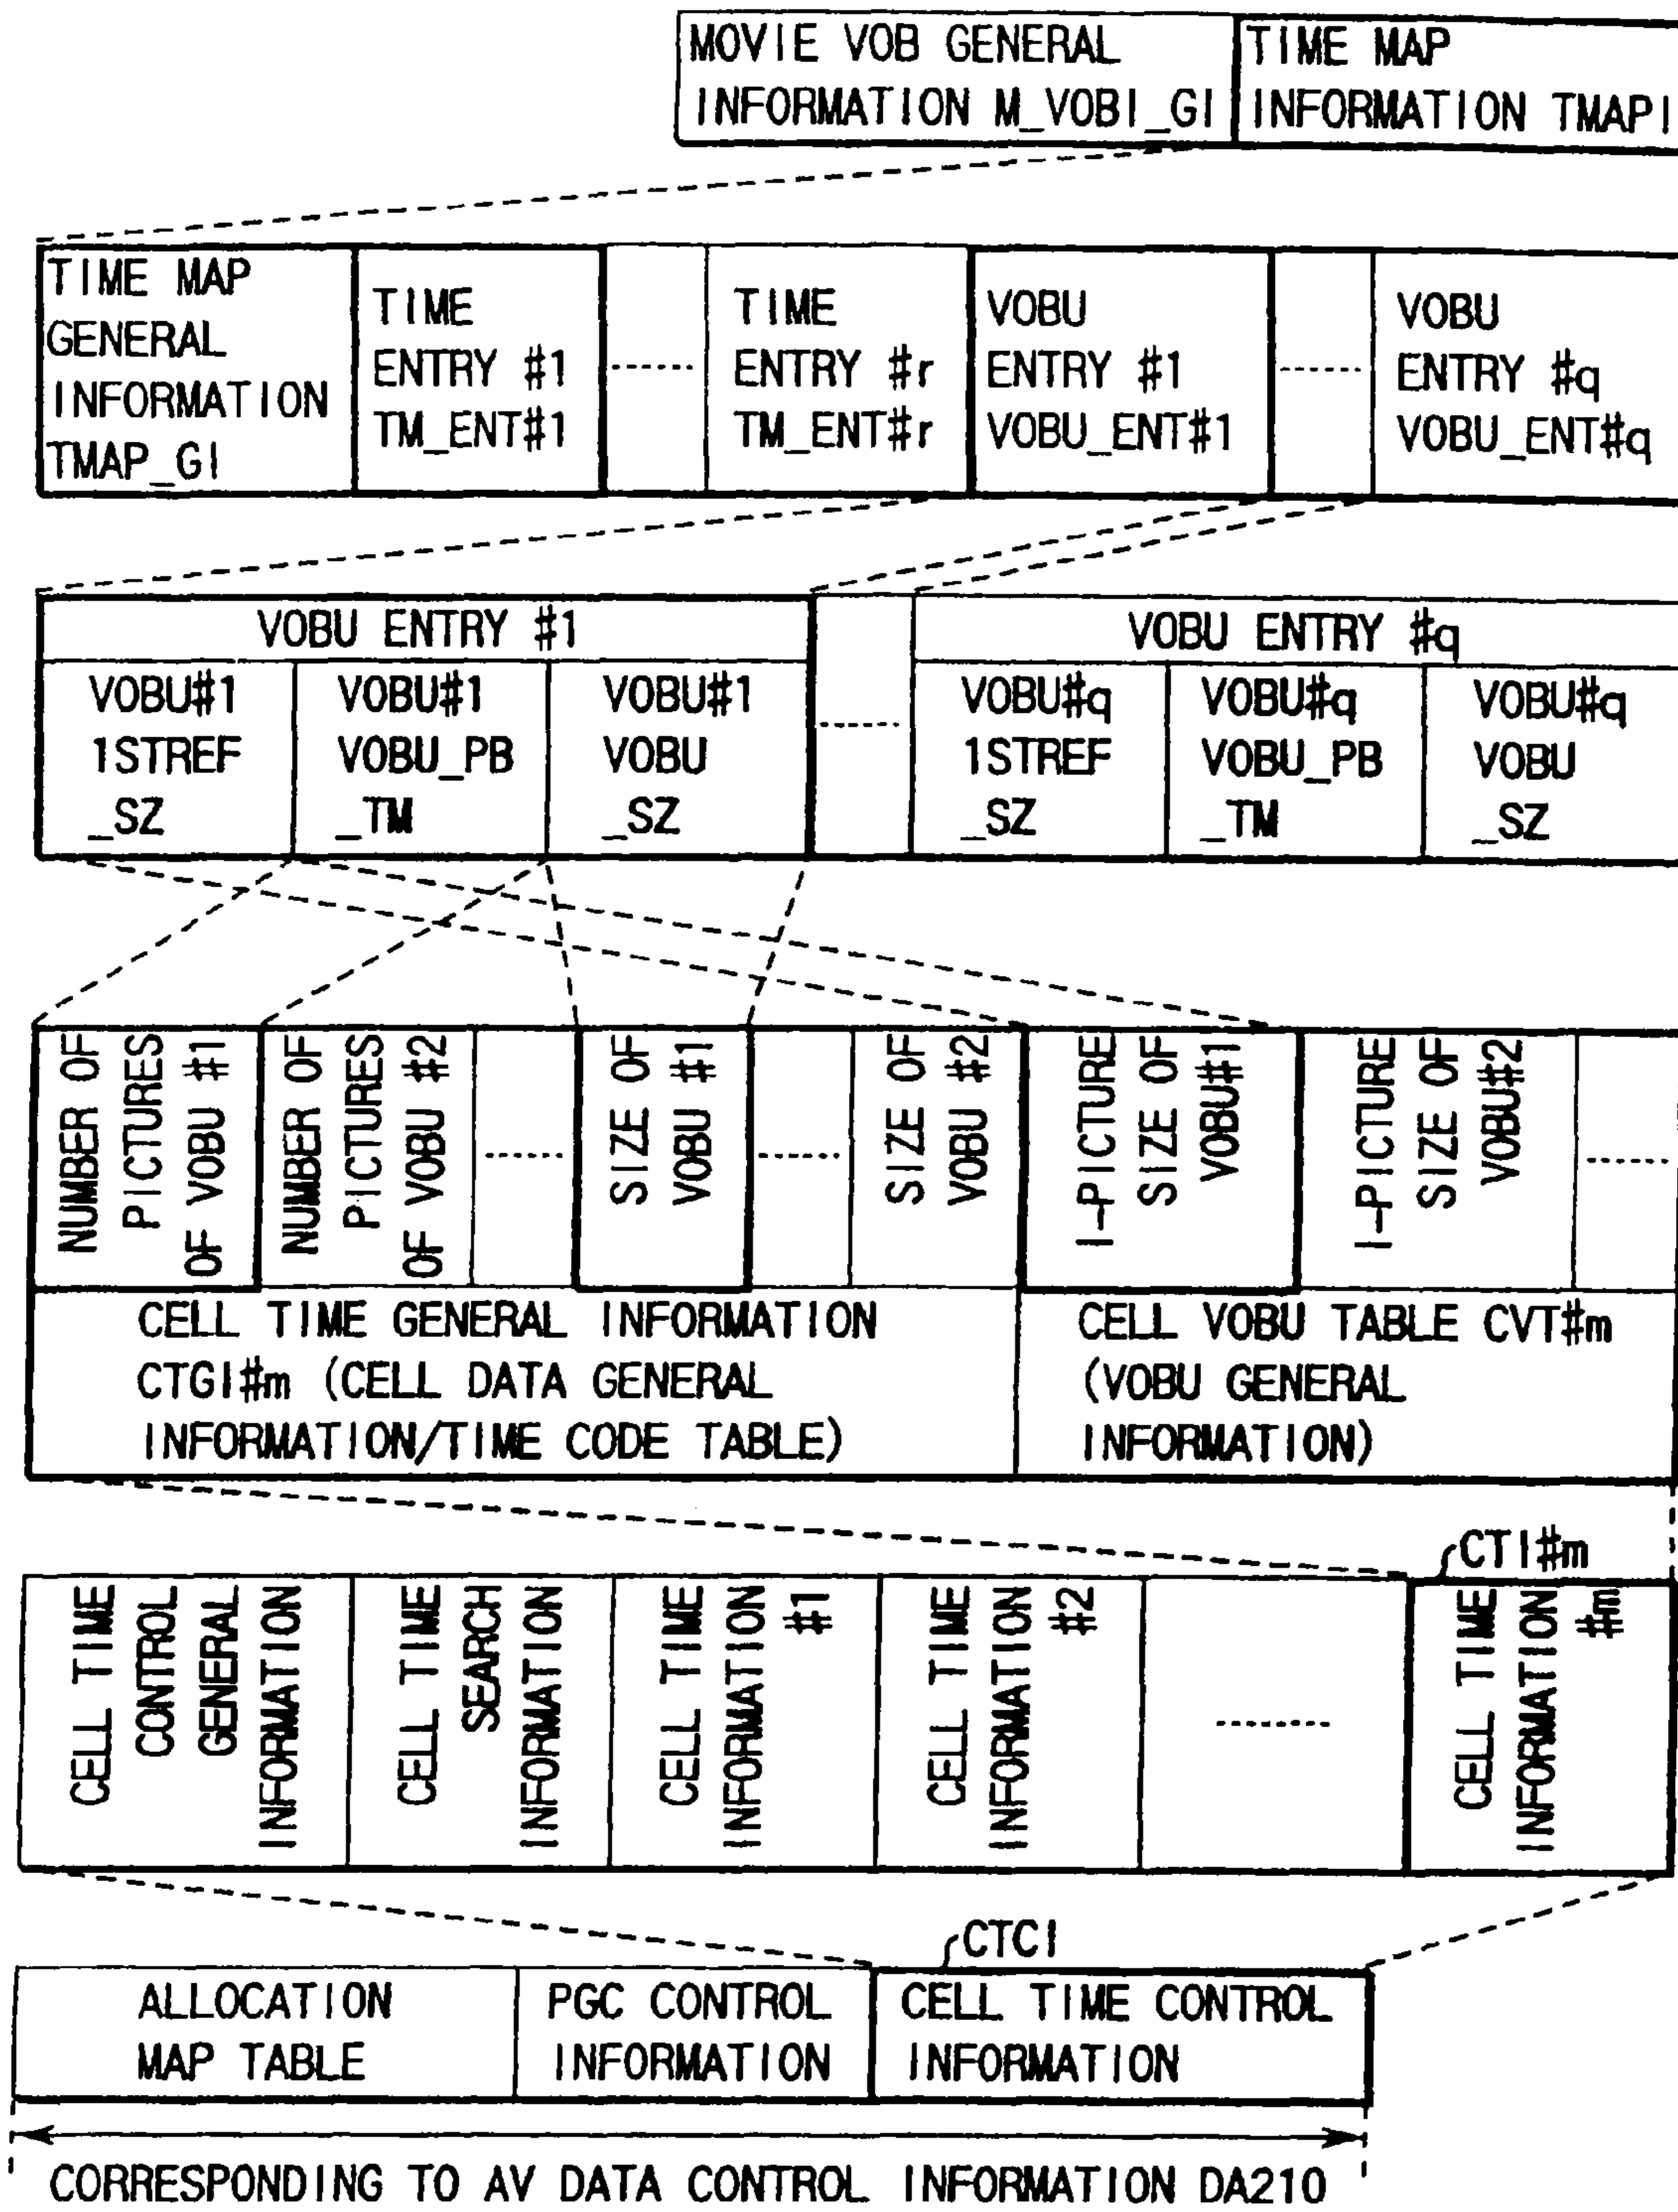 MOVIE VOB GENERAL
INFORMATION M_VOBI_GI
TIME MAP
INFORMATION TMAPI
TIME MAP
GENERAL
INFORMATION
TMAP_GI
TIME
ENTRY #1
TM_ENT#1
........
TIME
ENTRY #r
TM_ENT#r
VOBU
ENTRY #1
VOBU_ENT#1
........
VOBU
ENTRY #q
VOBU_ENT#q
VOBU ENTRY #1
VOBU#1
1STREF
_SZ
VOBU#1
VOBU_PB
_TM
VOBU#1
VOBU
_SZ
........
VOBU ENTRY #q
VOBU#q
1STREF
_SZ
VOBU#q
VOBU_PB
_TM
VOBU#q
VOBU
_SZ
NUMBER OF
PICTURES
OF VOBU #1
NUMBER OF
PICTURES
OF VOBU #2
........
SIZE OF
VOBU #1
........
SIZE OF
VOBU #2
I-PICTURE
SIZE OF
VOBU#1
I-PICTURE
SIZE OF
VOBU#2
........
CELL TIME GENERAL INFORMATION
CTGI#m (CELL DATA GENERAL
INFORMATION/TIME CODE TABLE)
CELL VOBU TABLE CVT#m
(VOBU GENERAL
INFORMATION)
CTI#m
CELL TIME
CONTROL
GENERAL
INFORMATION
CELL TIME
SEARCH
INFORMATION
CELL TIME
INFORMATION
#1
CELL TIME
INFORMATION
#2
........
CELL TIME
INFORMATION
#m
CTCI
ALLOCATION
MAP TABLE
PGC CONTROL
INFORMATION
CELL TIME CONTROL
INFORMATION
CORRESPONDING TO AV DATA CONTROL INFORMATION DA210